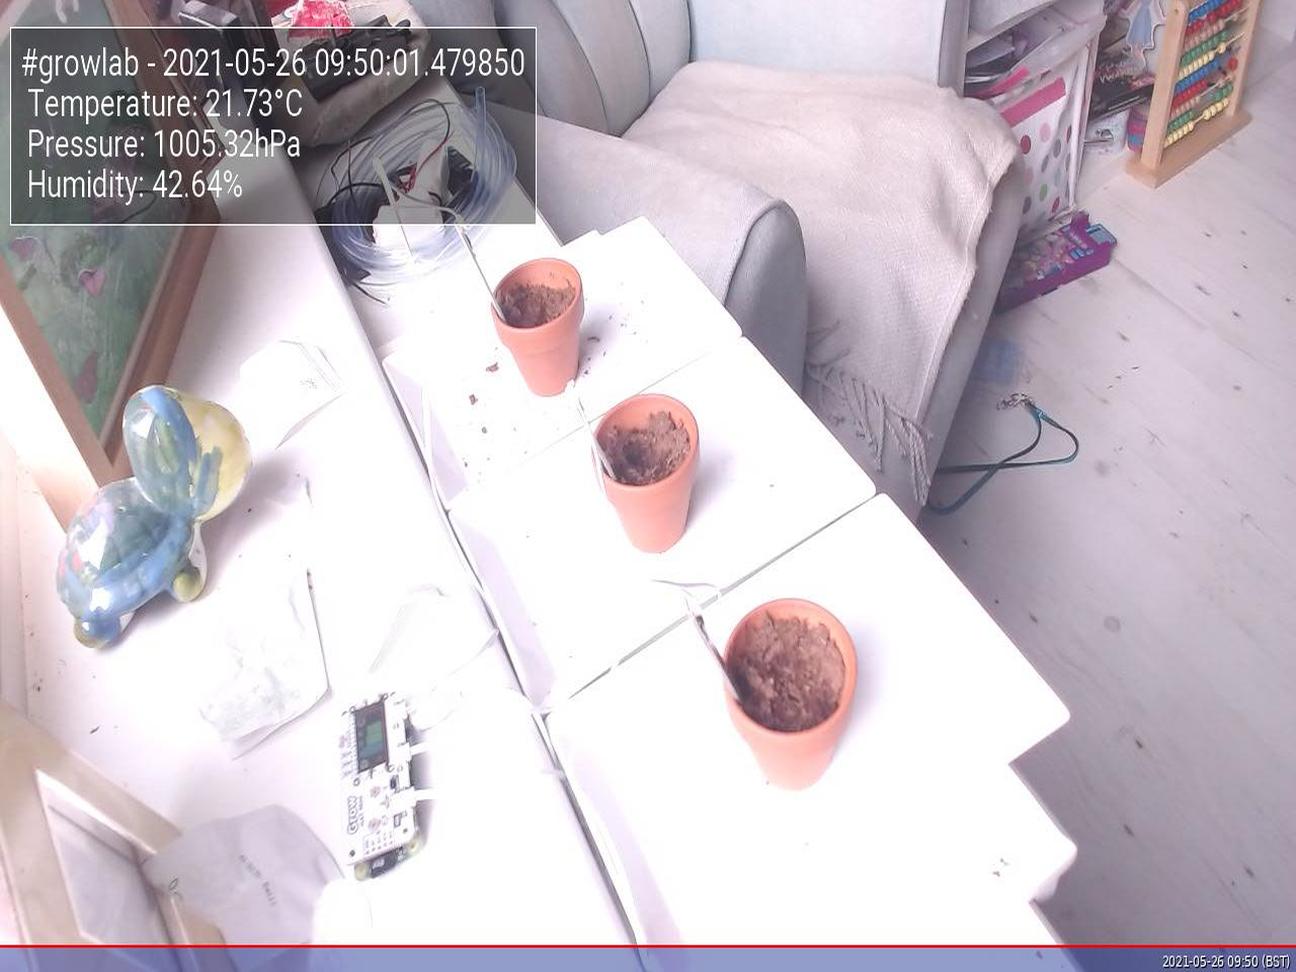 #growlab - 2021-05-26 09:50:01.479850
Temperature: 21.73°C
Pressure: 1005.32hPa
Humidity: 42.64%
Grow
2021-05-26 09:50 (BST)